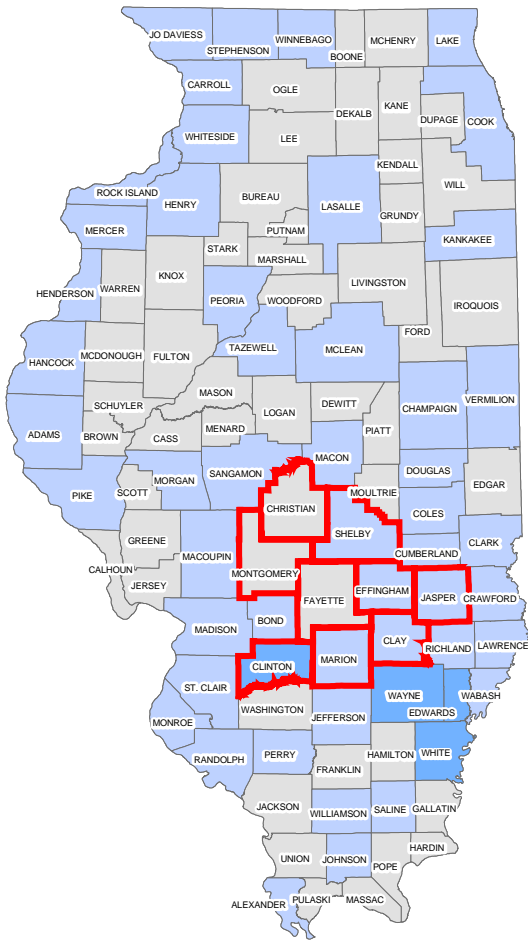 JO DAVIESS
STEPHENSON
WINNEBAGO
BOONE
MCHENRY
LAKE
CARROLL
OGLE
DEKALB
KANE
DUPAGE
COOK
WHITESIDE
LEE
KENDALL
WILL
ROCK ISLAND
HENRY
BUREAU
LASALLE
GRUNDY
MERCER
PUTNAM
KANKAKEE
STARK
MARSHALL
KNOX
HENDERSON
WARREN
PEORIA
WOODFORD
LIVINGSTON
IROQUOIS
FORD
TAZEWELL
MCLEAN
HANCOCK
MCDONOUGH
FULTON
MASON
SCHUYLER
LOGAN
DEWITT
CHAMPAIGN
VERMILION
ADAMS
BROWN
CASS
MENARD
PIATT
MACON
DOUGLAS
SANGAMON
MORGAN
EDGAR
PIKE
SCOTT
MOULTRIE
CHRISTIAN
COLES
SHELBY
GREENE
MACOUPIN
CUMBERLAND
CLARK
CALHOUN
MONTGOMERY
JERSEY
EFFINGHAM
JASPER
CRAWFORD
FAYETTE
MADISON
BOND
CLAY
RICHLAND
LAWRENCE
CLINTON
MARION
ST. CLAIR
WAYNE
WABASH
WASHINGTON
EDWARDS
MONROE
JEFFERSON
RANDOLPH
PERRY
HAMILTON
WHITE
FRANKLIN
JACKSON
WILLIAMSON
SALINE
GALLATIN
UNION
JOHNSON
POPE
HARDIN
ALEXANDER
PULASKI
MASSAC